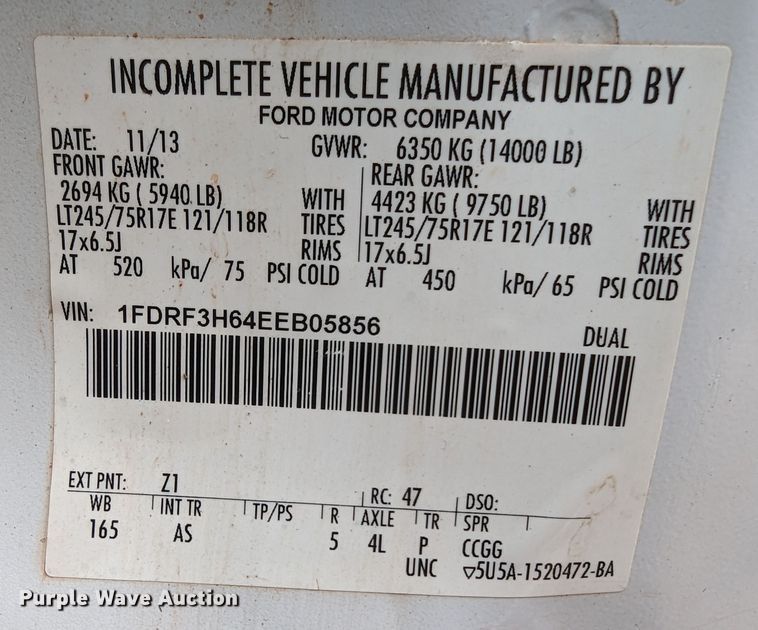 INCOMPLETE VEHICLE MANUFACTURED BY
FORD MOTOR COMPANY
DATE: 11/13 GVWR: 6350 KG (14000 LB)
FRONT GAWR: REAR GAWR:
2694 KG ( 5940 LB) WITH 4423 KG ( 9750 LB) WITH
LT245/75R17E 121/118R TIRES LT245/75R17E 121/118R TIRES
17x6.5J RIMS 17x6.5J RIMS
AT 520 kPa/ 75 PSI COLD AT 450 kPa/ 65 PSI COLD
VIN: 1FDRF3H64EEB05856 DUAL
EXT PNT: Z1 RC: 47 DSO:
WB INT TR TP/PS R AXLE TR SPR
165 AS 5 4L P CCGG
UNC ▽5U5A-1520472-BA
Purple Wave Auction